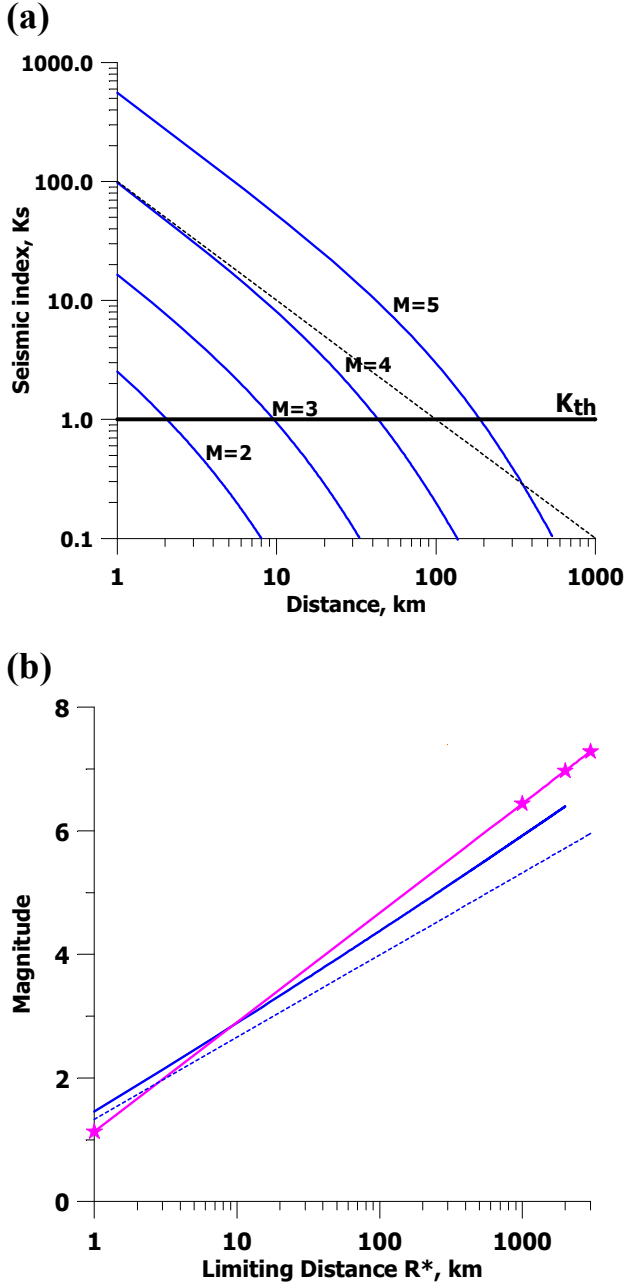 (a)
1000.0
100.0
10.0
1.0
0.1
Seismic index, Ks
M=5
M=4
M=3
M=2
Kth
1 10 100 1000
Distance, km
(b)
8
6
4
2
0
Magnitude
1 10 100 1000
Limiting Distance R*, km